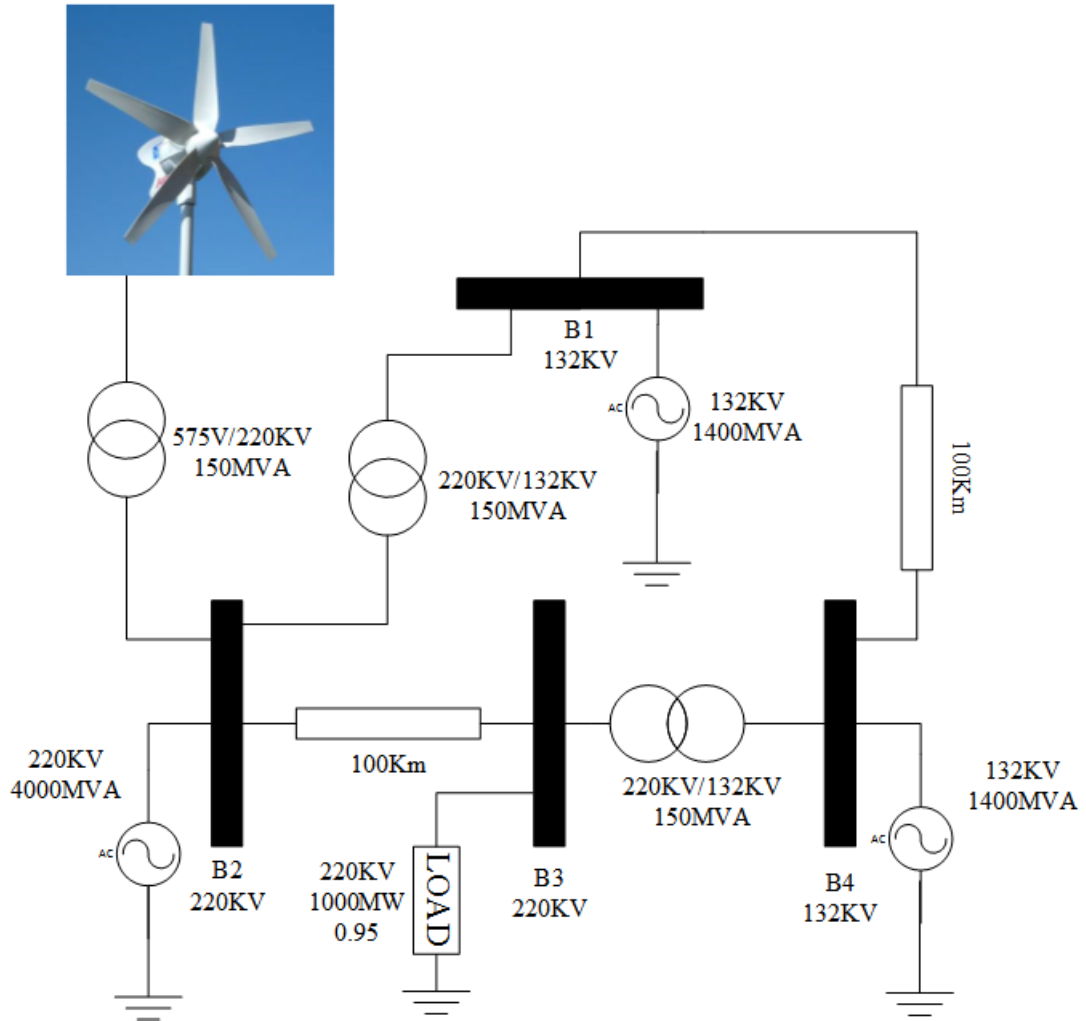 B1
132KV
AC
132KV
1400MVA
575V/220KV
150MVA
220KV/132KV
150MVA
100Km
220KV
4000MVA
AC
B2
220KV
100Km
220KV
1000MW
0.95
LOAD
B3
220KV
220KV/132KV
150MVA
B4
132KV
AC
132KV
1400MVA